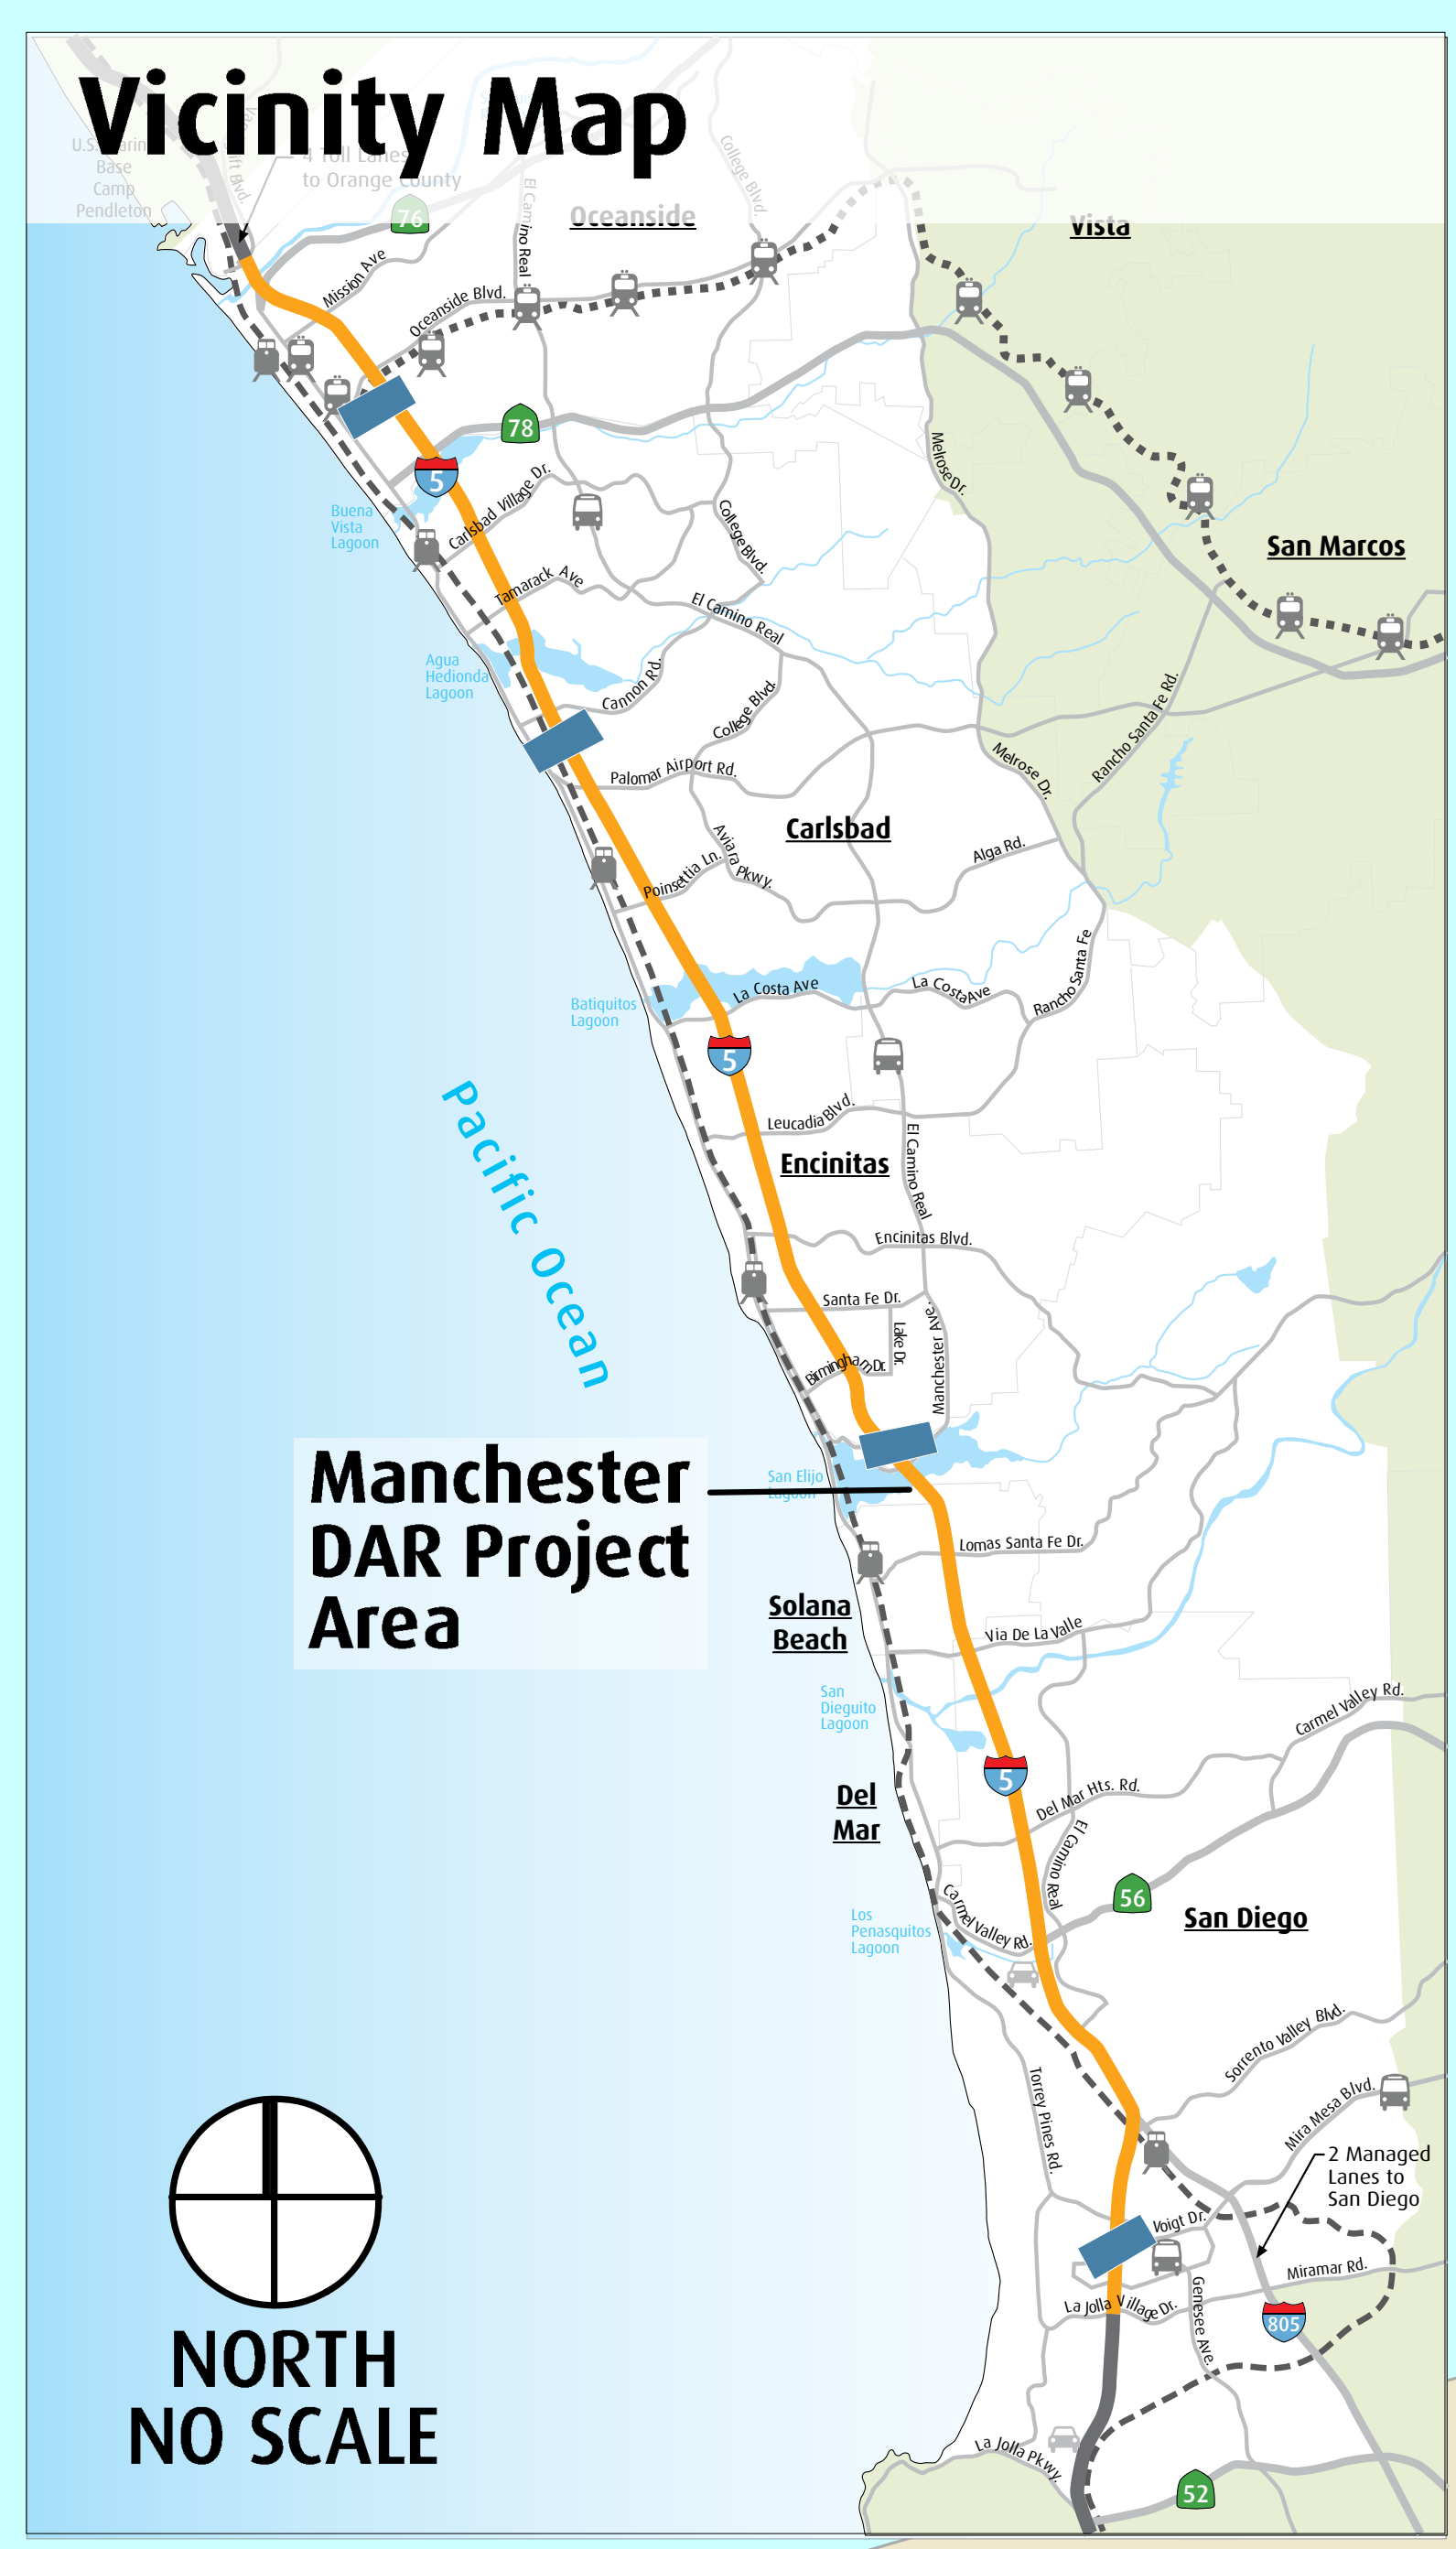 Vicinity Map
U.S. Marin
Base
Camp
Pendleton
4 Toll Lanes
to Orange County
76
El Camino Real
Oceanside
College Blvd.
Vista
Mission Ave
Oceanside Blvd.
78
5
Melrose Dr.
Buena
Vista
Lagoon
Carlsbad Village Dr.
College Blvd.
San Marcos
Tamarack Ave
El Camino Real
Agua
Hedionda
Lagoon
Cannon Rd.
College Blvd.
Rancho Santa Fe Rd.
Palomar Airport Rd.
Melrose Dr.
Carlsbad
Aviara Pkwy.
Poinsettia Ln.
Alga Rd.
Batiquitos
Lagoon
La Costa Ave
La Costa Ave
Rancho Santa Fe
5
Pacific Ocean
Leucadia Blvd.
Encinitas
El Camino Real
Encinitas Blvd.
Santa Fe Dr.
Lake Dr.
Manchester Ave.
Birmingham Dr.
Manchester
DAR Project
Area
San Elijo
Lagoon
Lomas Santa Fe Dr.
Solana
Beach
Via De La Valle
San
Dieguito
Lagoon
Carmel Valley Rd.
5
Del
Mar
Del Mar Hts. Rd.
El Camino Real
56
San Diego
Carmel Valley Rd.
Los
Penasquitos
Lagoon
Sorrento Valley Blvd.
Torrey Pines Rd.
Mira Mesa Blvd.
2 Managed
Lanes to
San Diego
Voigt Dr.
Miramar Rd.
La Jolla Village Dr.
Genesee Ave.
805
NORTH
NO SCALE
La Jolla Pkwy.
52